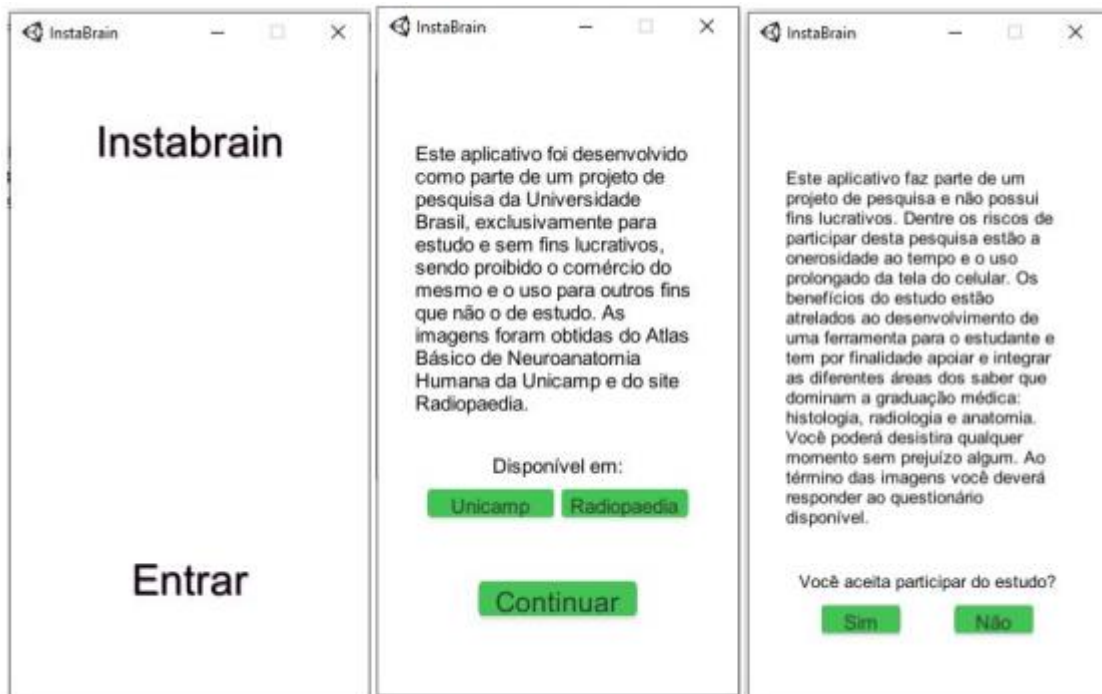 InstaBrain
Instabrain
Entrar
InstaBrain
Este aplicativo foi desenvolvido
como parte de um projeto de
pesquisa da Universidade
Brasil, exclusivamente para
estudo e sem fins lucrativos,
sendo proibido o comércio do
mesmo e o uso para outros fins
que não o de estudo. As
imagens foram obtidas do Atlas
Básico de Neuroanatomia
Humana da Unicamp e do site
Radiopaedia.
Disponível em:
Unicamp Radiopaedia
Continuar
InstaBrain
Este aplicativo faz parte de um
projeto de pesquisa e não possui
fins lucrativos. Dentre os riscos de
participar desta pesquisa estão a
onerosidade ao tempo e o uso
prolongado da tela do celular. Os
benefícios do estudo estão
atrelados ao desenvolvimento de
uma ferramenta para o estudante e
tem por finalidade apoiar e integrar
as diferentes áreas dos saber que
dominam a graduação médica:
histologia, radiologia e anatomia.
Você poderá desistira qualquer
momento sem prejuízo algum. Ao
término das imagens você deverá
responder ao questionário
disponível.
Você aceita participar do estudo?
Sim Não